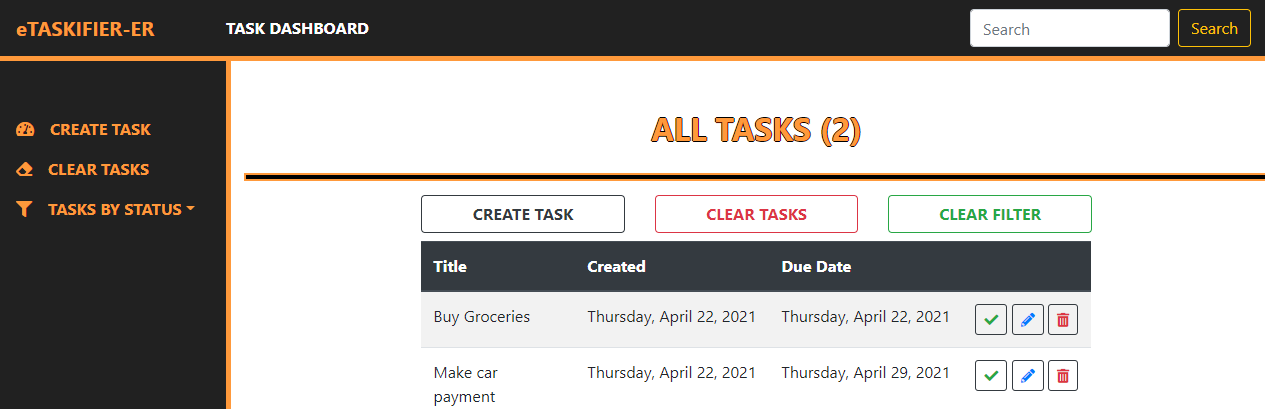 eTASKIFIER-ER TASK DASHBOARD Search Search
CREATE TASK
CLEAR TASKS
TASKS BY STATUS
ALL TASKS (2)
CREATE TASK CLEAR TASKS CLEAR FILTER
Title Created Due Date
Buy Groceries Thursday, April 22, 2021 Thursday, April 22, 2021
Make car Thursday, April 22, 2021 Thursday, April 29, 2021
payment